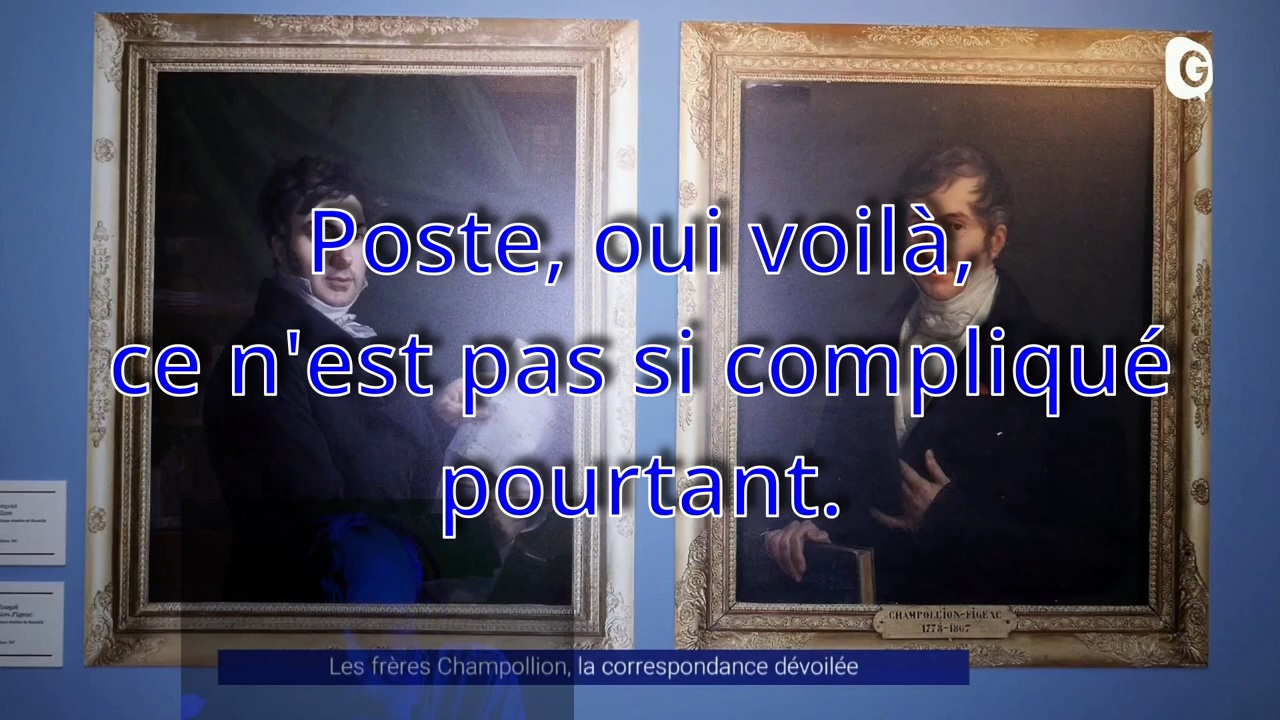 G
Poste, oui voilà,
ce n'est pas si compliqué
pourtant.
CHAMPOLLION-FIGEAC
1778-1867
Les frères Champollion, la correspondance dévoilée